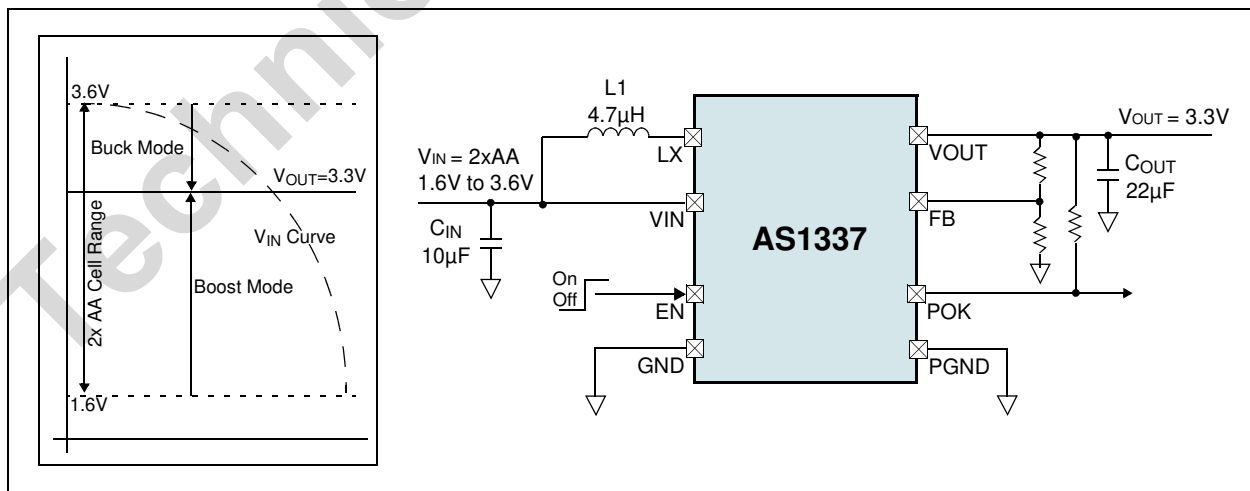 Technic
3.6V
Buck Mode
VOUT=3.3V
2x AA Cell Range
VIN Curve
Boost Mode
1.6V
L1
4.7µH
VIN = 2xAA
1.6V to 3.6V
CIN
10µF
On
Off
LX
VIN
EN
GND
AS1337
VOUT
FB
POK
PGND
VOUT = 3.3V
COUT
22µF